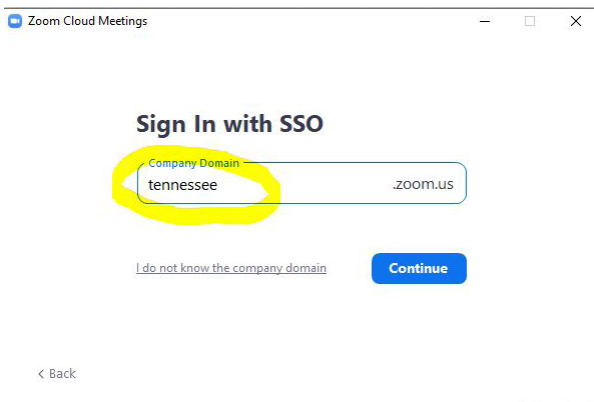 Zoom Cloud Meetings
Sign In with SSO
Company Domain
tennessee .zoom.us
I do not know the company domain
Continue
< Back